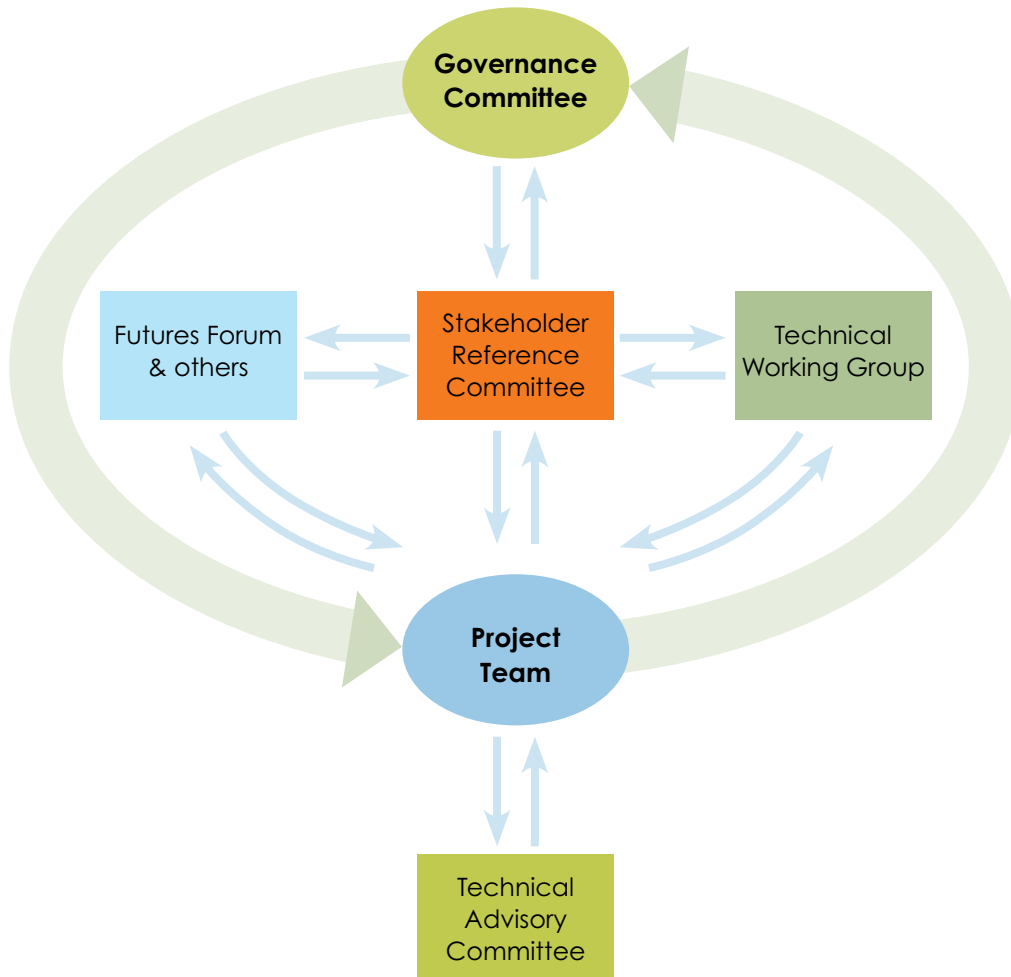 Governance
Committee
Futures Forum
& others
Stakeholder
Reference
Committee
Technical
Working Group
Project
Team
Technical
Advisory
Committee